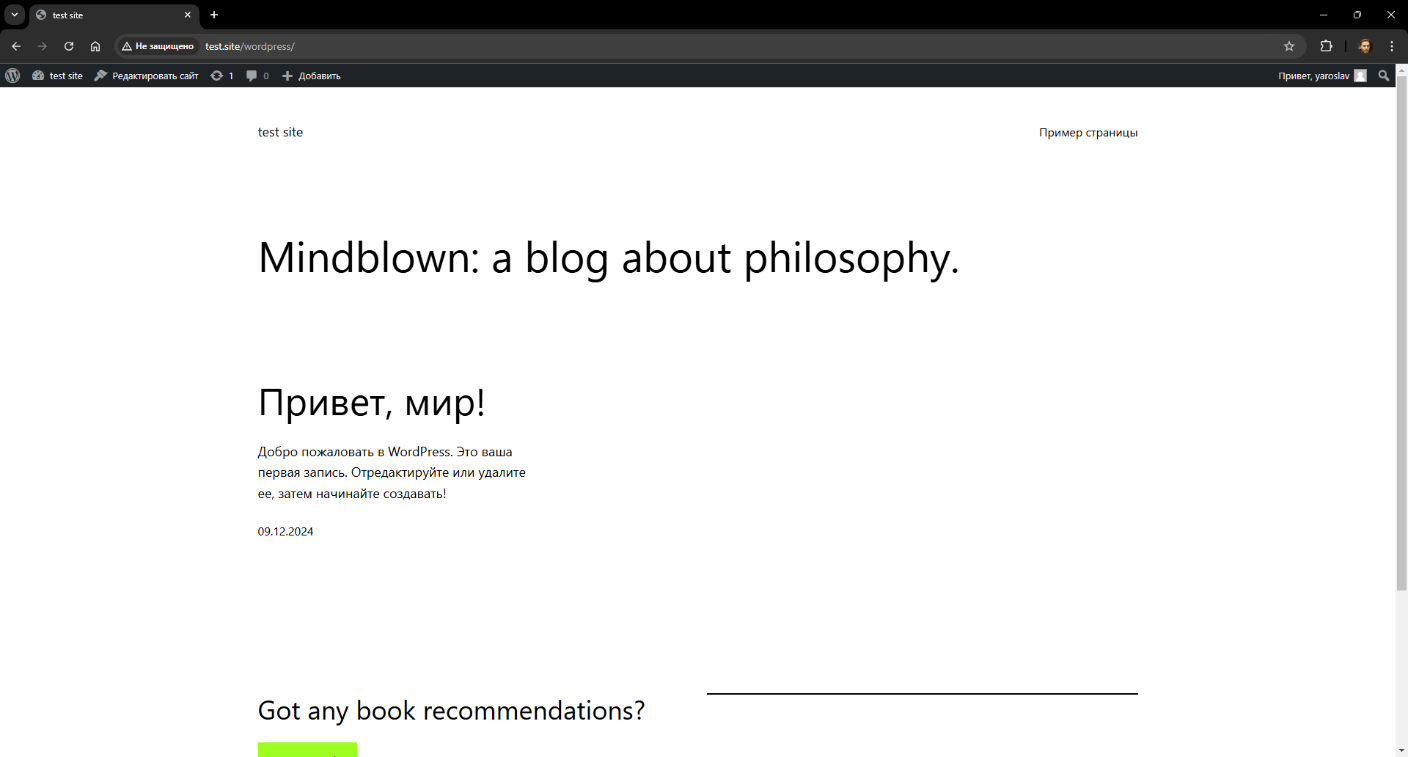 test site
Не защищено test.site/wordpress/
test site Редактировать сайт 1 0 Добавить Привет, yaroslav
test site Пример страницы
Mindblown: a blog about philosophy.
Привет, мир!
Добро пожаловать в WordPress. Это ваша
первая запись. Отредактируйте или удалите
ее, затем начинайте создавать!
09.12.2024
Got any book recommendations?